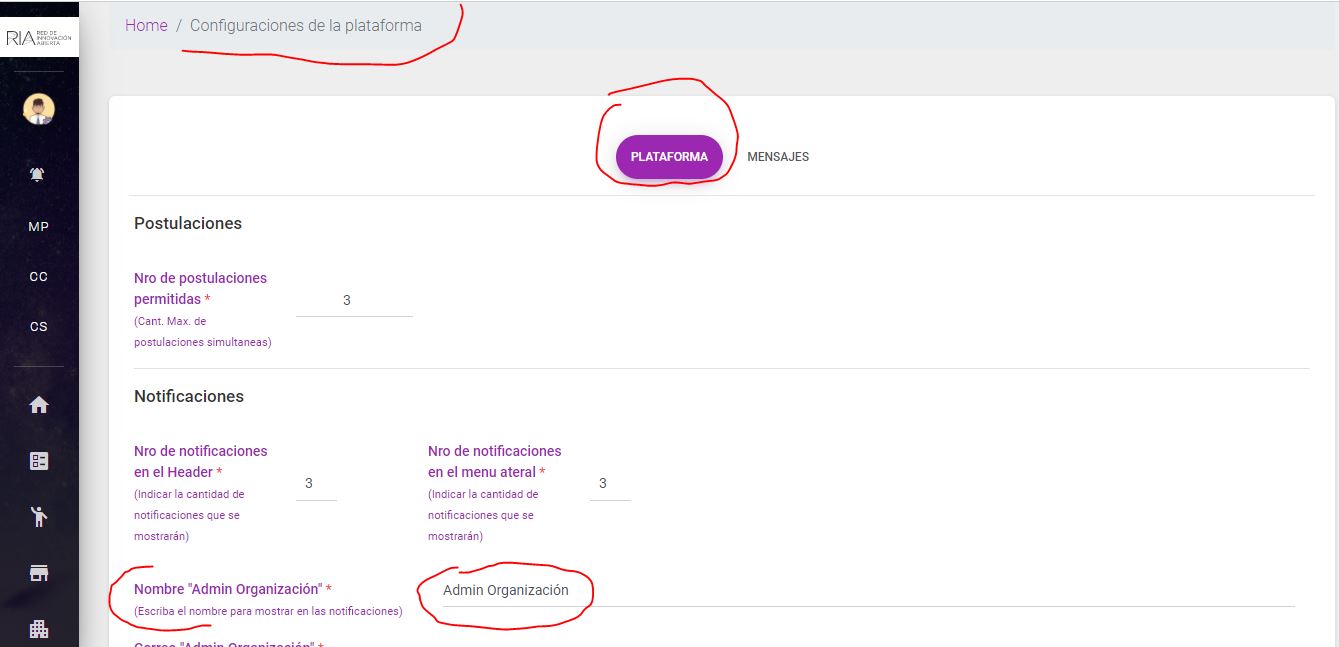 Home / Configuraciones de la plataforma
RIA RED DE
INNOVACIÓN
ABIERTA
PLATAFORMA MENSAJES
MP
CC
CS
Postulaciones
Nro de postulaciones
permitidas * 3
(Cant. Max. de
postulaciones simultaneas)
Notificaciones
Nro de notificaciones
en el Header * 3
(Indicar la cantidad de
notificaciones que se
mostrarán)
Nro de notificaciones
en el menu ateral * 3
(Indicar la cantidad de
notificaciones que se
mostrarán)
Nombre "Admin Organización" * Admin Organización
(Escriba el nombre para mostrar en las notificaciones)
Correo "Admin Organización" *